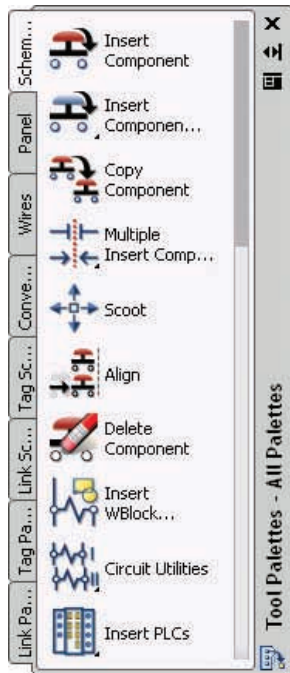 Schem...
Panel
Wires
Conve...
Tag Sc...
Link Sc...
Tag Pa...
Link Pa...
Insert
Component
Insert
Componen...
Copy
Component
Multiple
Insert Comp...
Scoot
Align
Delete
Component
Insert
WBlock...
Circuit Utilities
Insert PLCs
Tool Palettes - All Palettes